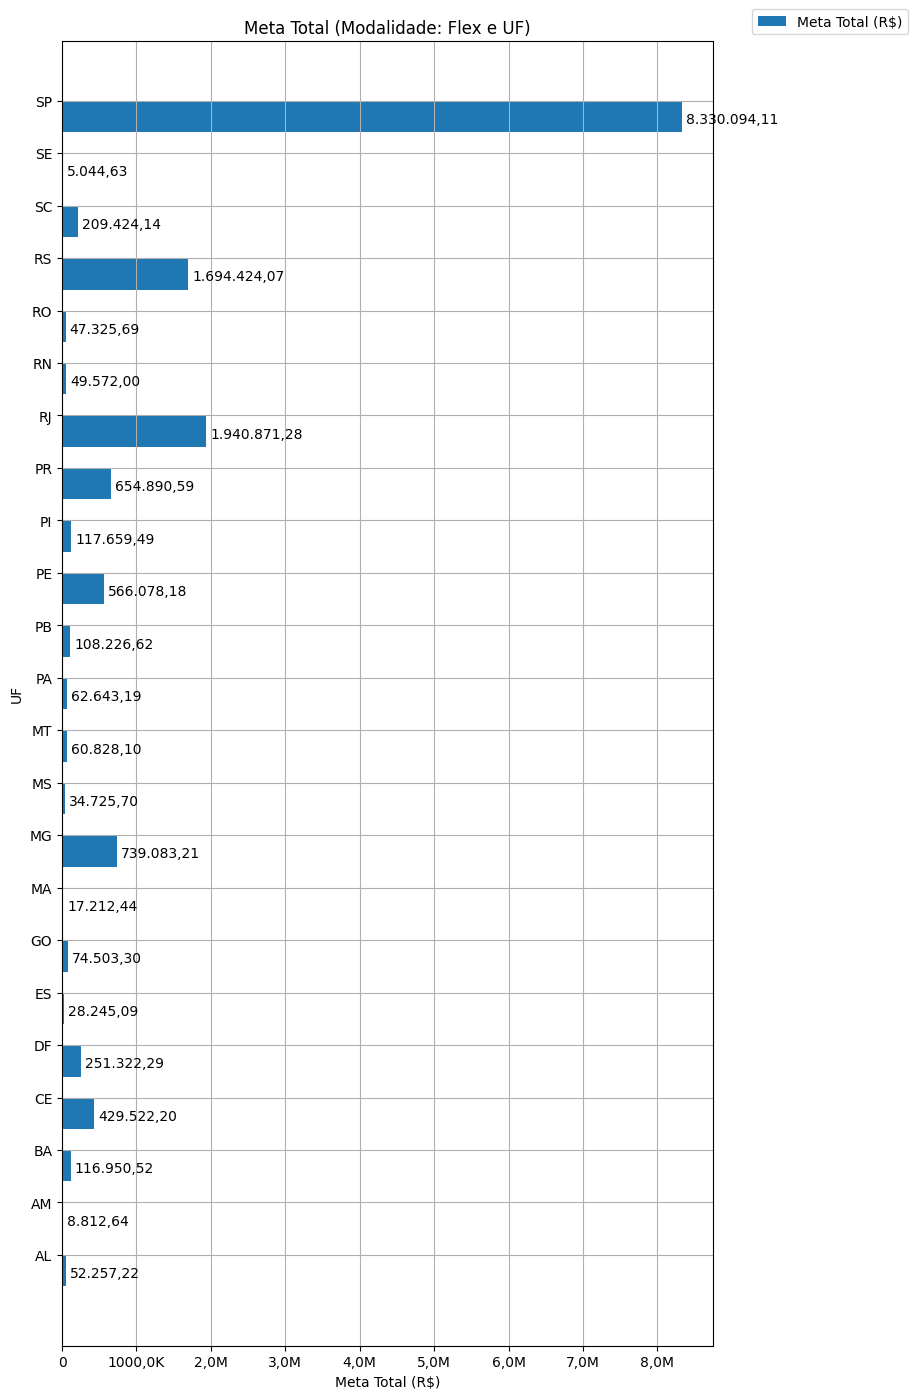 Meta Total (Modalidade: Flex e UF)
Meta Total (R$)
SP
8.330.094,11
SE
5.044,63
SC
209.424,14
RS
1.694.424,07
RO
47.325,69
RN
49.572,00
RJ
1.940.871,28
PR
654.890,59
PI
117.659,49
PE
566.078,18
PB
108.226,62
PA
62.643,19
MT
60.828,10
MS
34.725,70
MG
739.083,21
MA
17.212,44
GO
74.503,30
ES
28.245,09
DF
251.322,29
CE
429.522,20
BA
116.950,52
AM
8.812,64
AL
52.257,22
UF
0 1000,0K 2,0M 3,0M 4,0M 5,0M 6,0M 7,0M 8,0M
Meta Total (R$)